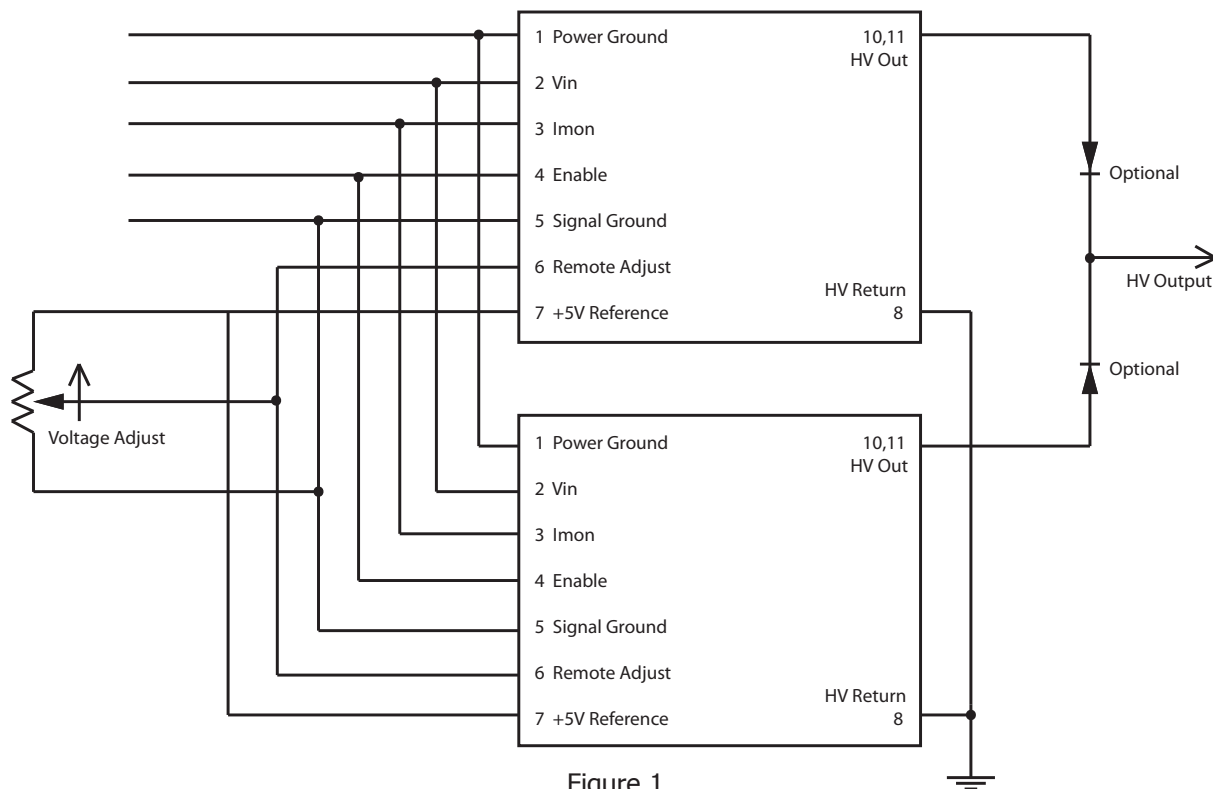 1 Power Ground
2 Vin
3 Imon
4 Enable
5 Signal Ground
6 Remote Adjust
7 +5V Reference
10,11
HV Out
HV Return
8
Optional
HV Output
Optional
Voltage Adjust
1 Power Ground
2 Vin
3 Imon
4 Enable
5 Signal Ground
6 Remote Adjust
7 +5V Reference
10,11
HV Out
HV Return
8
Figure 1